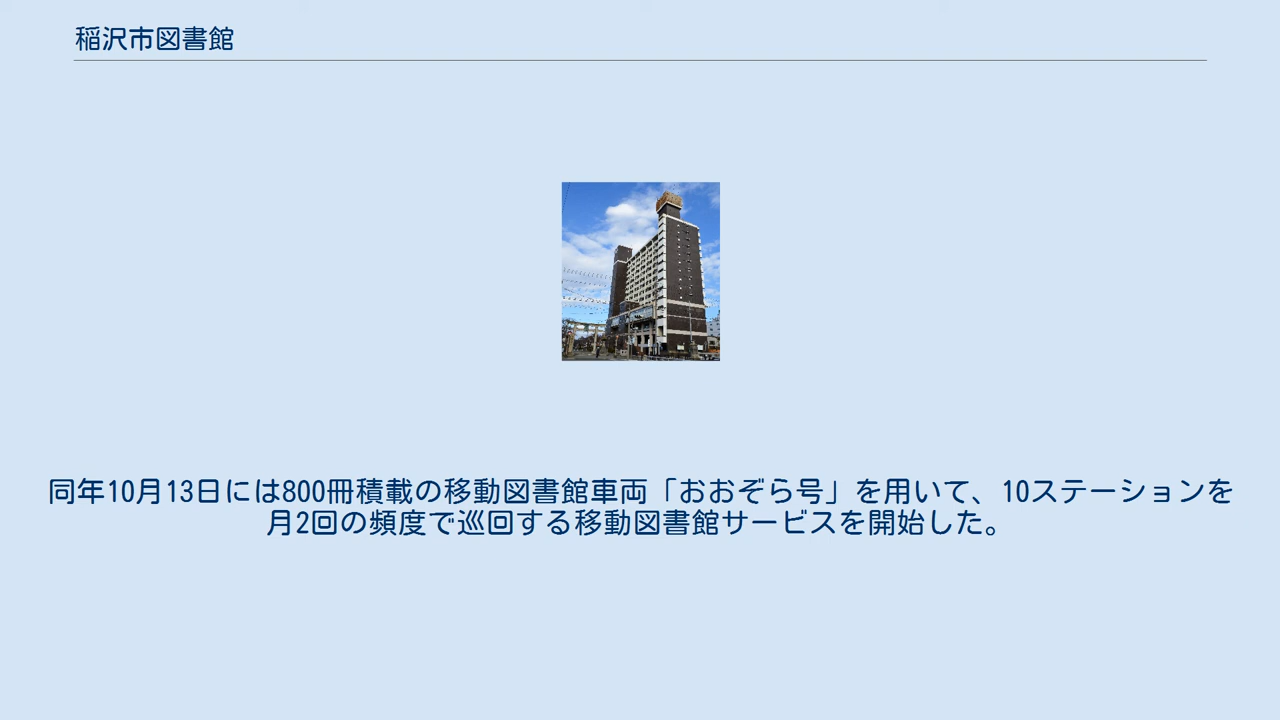 稲沢市図書館
同年10月13日には800冊積載の移動図書館車両「おおぞら号」を用いて、10ステーションを
月2回の頻度で巡回する移動図書館サービスを開始した。